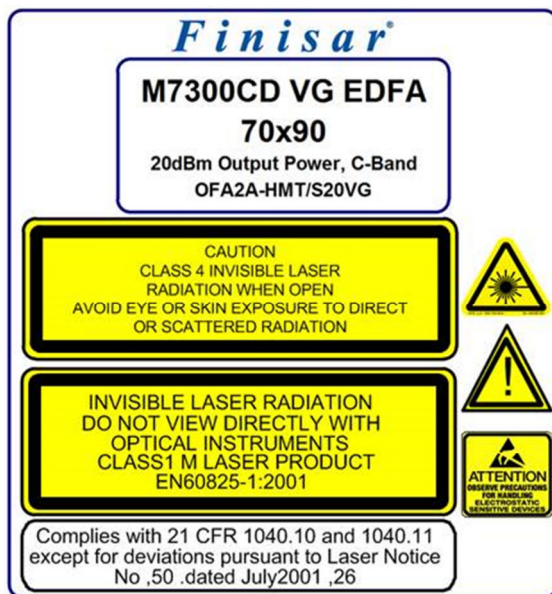 Finisar®
M7300CD VG EDFA
70x90
20dBm Output Power, C-Band
OFA2A-HMT/S20VG
CAUTION
CLASS 4 INVISIBLE LASER
RADIATION WHEN OPEN
AVOID EYE OR SKIN EXPOSURE TO DIRECT
OR SCATTERED RADIATION
INVISIBLE LASER RADIATION
DO NOT VIEW DIRECTLY WITH
OPTICAL INSTRUMENTS
CLASS1 M LASER PRODUCT
EN60825-1:2001
!
ATTENTION
OBSERVE PRECAUTIONS
FOR HANDLING
ELECTROSTATIC
SENSITIVE DEVICES
Complies with 21 CFR 1040.10 and 1040.11
except for deviations pursuant to Laser Notice
No ,50 .dated July2001 ,26